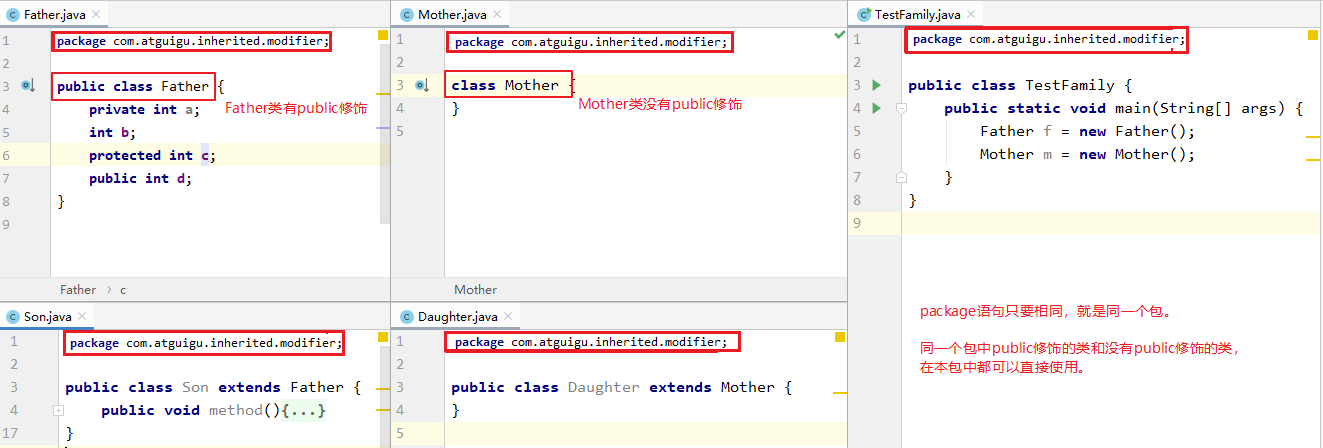 Father.java
1 package com.atguigu.inherited.modifier;
2
3 public class Father {
4 private int a;
Father类有public修饰
5 int b;
6 protected int c;
7 public int d;
8 }
9
Father › c
Mother.java
1 package com.atguigu.inherited.modifier;
2
3 class Mother {
Mother类没有public修饰
4 }
5
Mother
TestFamily.java
1 package com.atguigu.inherited.modifier;
2
3 public class TestFamily {
4 public static void main(String[] args) {
5 Father f = new Father();
6 Mother m = new Mother();
7 }
8 }
9
package语句只要相同，就是同一个包。
同一个包中public修饰的类和没有public修饰的类，
在本包中都可以直接使用。
Son.java
1 package com.atguigu.inherited.modifier;
2
3 public class Son extends Father {
4 public void method(){...}
17 }
Daughter.java
1 package com.atguigu.inherited.modifier;
2
3 public class Daughter extends Mother {
4 }
5